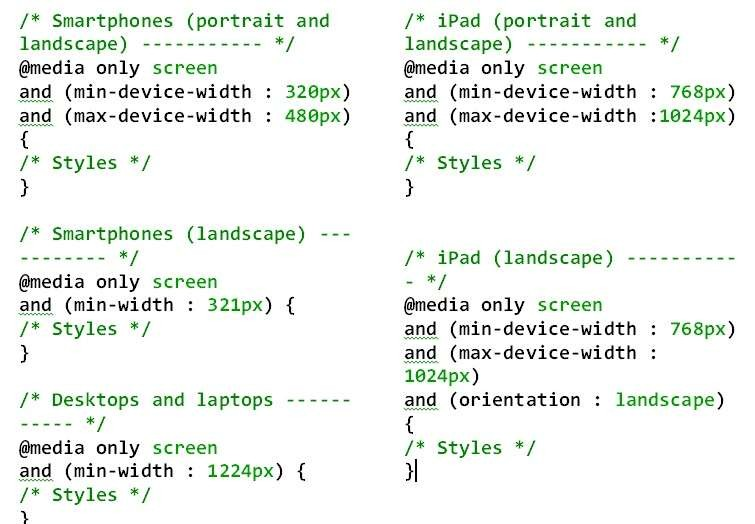 /* Smartphones (portrait and
landscape) ----------- */
@media only screen
and (min-device-width : 320px)
and (max-device-width : 480px)
{
/* Styles */
}
/* Smartphones (landscape) ---
-------- */
@media only screen
and (min-width : 321px) {
/* Styles */
}
/* Desktops and laptops ------
----- */
@media only screen
and (min-width : 1224px) {
/* Styles */
}
/* iPad (portrait and
landscape) ----------- */
@media only screen
and (min-device-width : 768px)
and (max-device-width :1024px)
{
/* Styles */
}
/* iPad (landscape) ----------
- */
@media only screen
and (min-device-width : 768px)
and (max-device-width :
1024px)
and (orientation : landscape)
{
/* Styles */
}